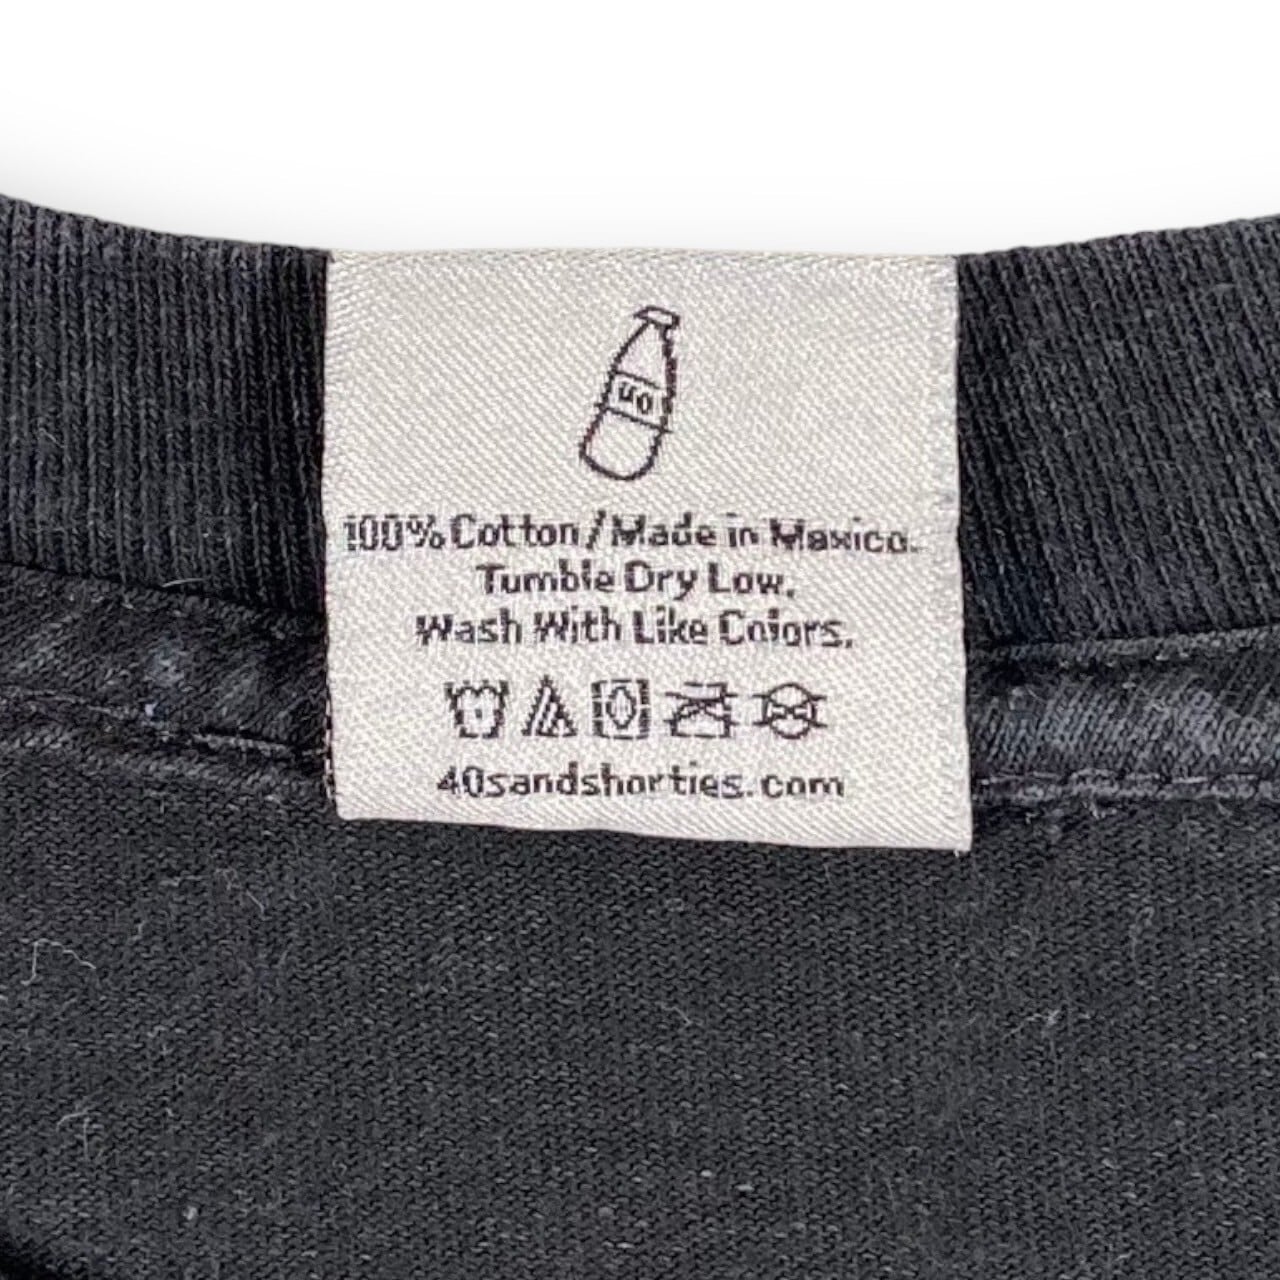 40
100% Cotton/Made in Mexico.
Tumble Dry Low.
Wash With Like Colors.
40sandshorties.com